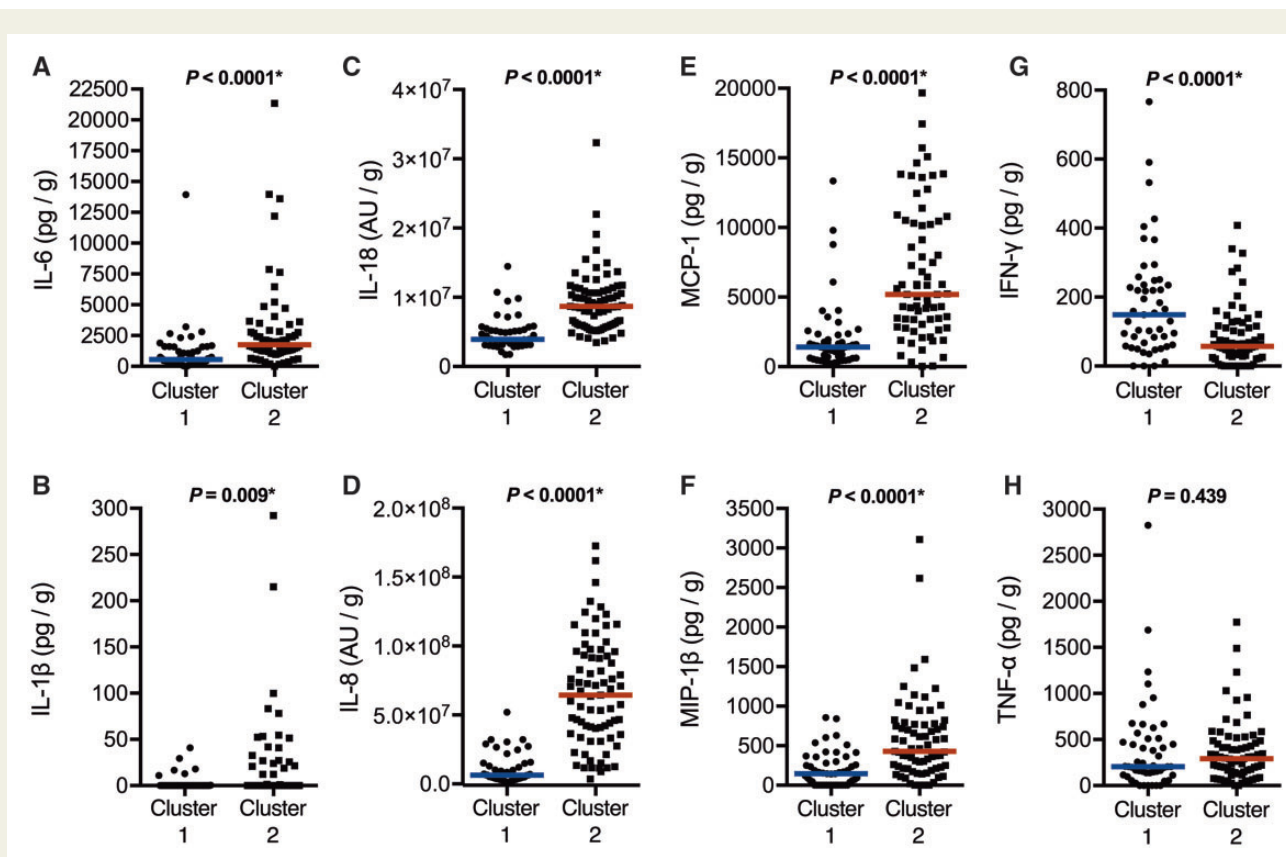 A
P < 0.0001*
IL-6 (pg / g)
22500
20000
17500
15000
12500
10000
7500
5000
2500
0
Cluster
1
Cluster
2
C
P < 0.0001*
IL-18 (AU / g)
4×10⁷
3×10⁷
2×10⁷
1×10⁷
0
Cluster
1
Cluster
2
E
P < 0.0001*
MCP-1 (pg / g)
20000
15000
10000
5000
0
Cluster
1
Cluster
2
G
P < 0.0001*
IFN-γ (pg / g)
800
600
400
200
0
Cluster
1
Cluster
2
B
P = 0.009*
IL-1β (pg / g)
300
250
200
150
100
50
0
Cluster
1
Cluster
2
D
P < 0.0001*
IL-8 (AU / g)
2.0×10⁸
1.5×10⁸
1.0×10⁸
5.0×10⁷
0.0
Cluster
1
Cluster
2
F
P < 0.0001*
MIP-1β (pg / g)
3500
3000
2500
2000
1500
1000
500
0
Cluster
1
Cluster
2
H
P = 0.439
TNF-α (pg / g)
3000
2500
2000
1500
1000
500
0
Cluster
1
Cluster
2